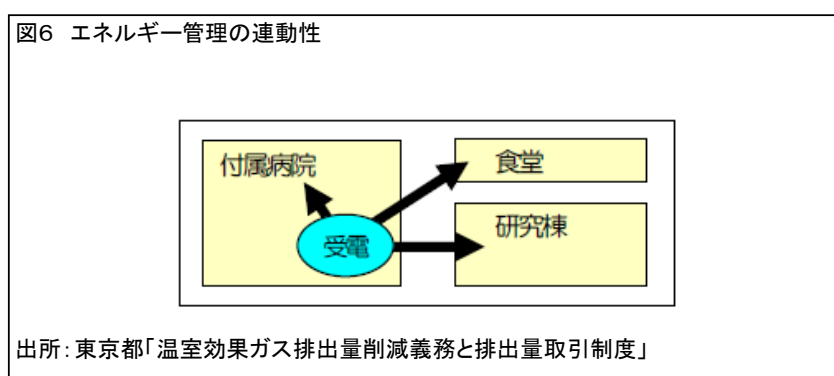 図6　エネルギー管理の連動性
付属病院
食堂
受電
研究棟
出所：東京都「温室効果ガス排出量削減義務と排出量取引制度」